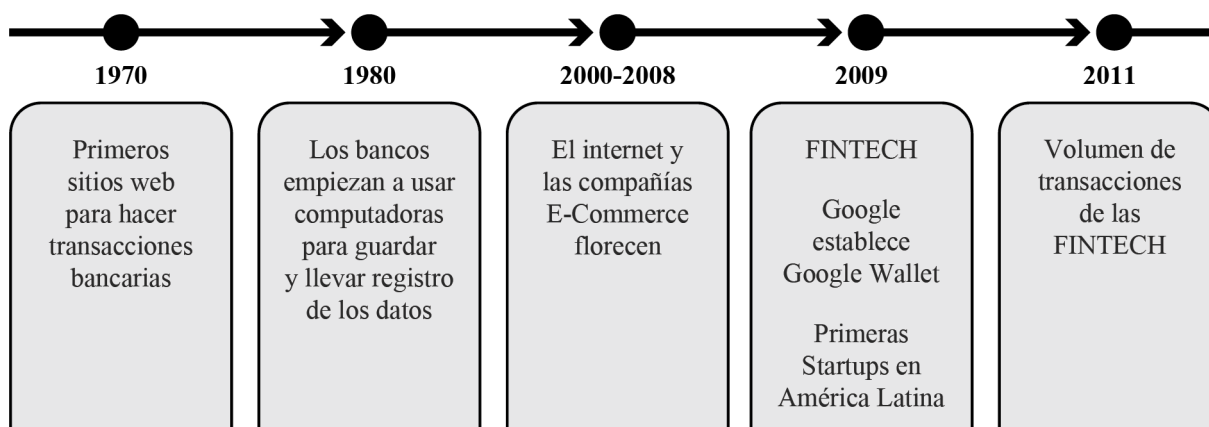 1970
Primeros
sitios web
para hacer
transacciones
bancarias
1980
Los bancos
empiezan a usar
computadoras
para guardar
y llevar registro
de los datos
2000-2008
El internet y
las compañías
E-Commerce
florecen
2009
FINTECH
Google
establece
Google Wallet
Primeras
Startups en
América Latina
2011
Volumen de
transacciones
de las
FINTECH